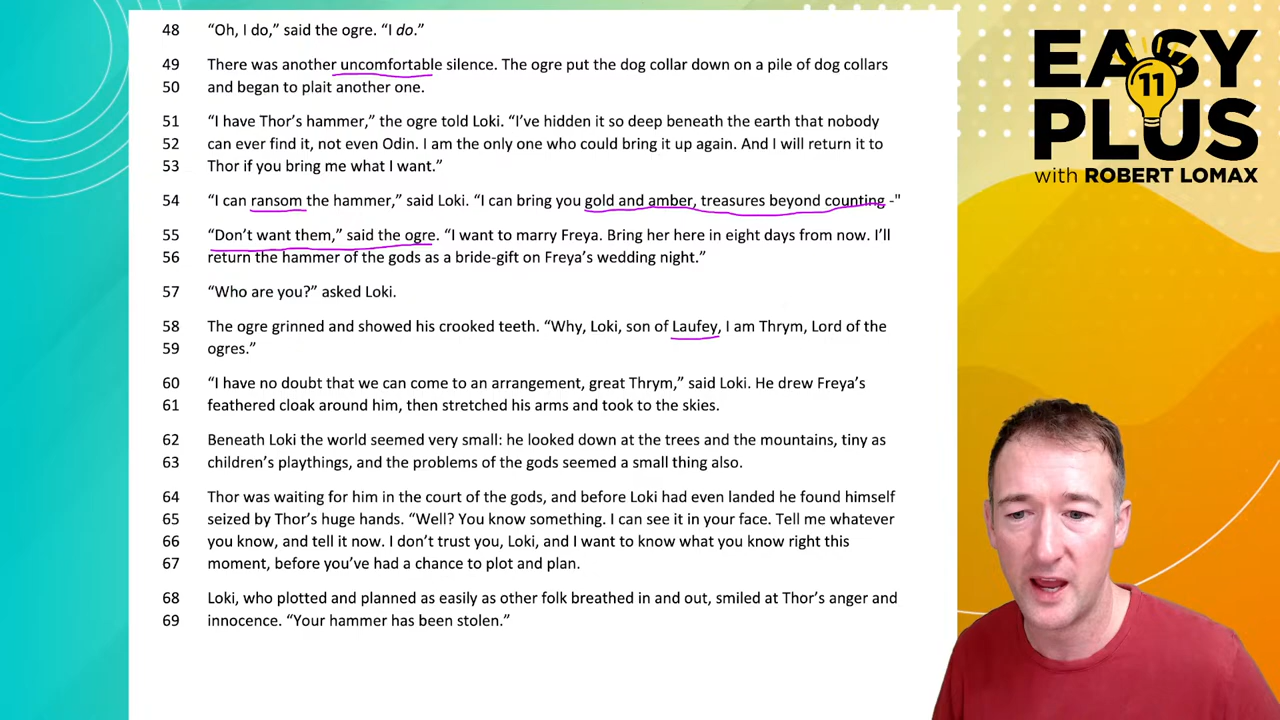 48 “Oh, I do,” said the ogre. “I do.”
49 There was another uncomfortable silence. The ogre put the dog collar down on a pile of dog collars
50 and began to plait another one.
51 “I have Thor’s hammer,” the ogre told Loki. “I’ve hidden it so deep beneath the earth that nobody
52 can ever find it, not even Odin. I am the only one who could bring it up again. And I will return it to
53 Thor if you bring me what I want.”
54 “I can ransom the hammer,” said Loki. “I can bring you gold and amber, treasures beyond counting -"
55 “Don’t want them,” said the ogre. “I want to marry Freya. Bring her here in eight days from now. I’ll
56 return the hammer of the gods as a bride-gift on Freya’s wedding night.”
57 “Who are you?” asked Loki.
58 The ogre grinned and showed his crooked teeth. “Why, Loki, son of Laufey, I am Thrym, Lord of the
59 ogres.”
60 “I have no doubt that we can come to an arrangement, great Thrym,” said Loki. He drew Freya’s
61 feathered cloak around him, then stretched his arms and took to the skies.
62 Beneath Loki the world seemed very small: he looked down at the trees and the mountains, tiny as
63 children’s playthings, and the problems of the gods seemed a small thing also.
64 Thor was waiting for him in the court of the gods, and before Loki had even landed he found himself
65 seized by Thor’s huge hands. “Well? You know something. I can see it in your face. Tell me whatever
66 you know, and tell it now. I don’t trust you, Loki, and I want to know what you know right this
67 moment, before you’ve had a chance to plot and plan.
68 Loki, who plotted and planned as easily as other folk breathed in and out, smiled at Thor’s anger and
69 innocence. “Your hammer has been stolen.”
EASY
11
PLUS
with ROBERT LOMAX